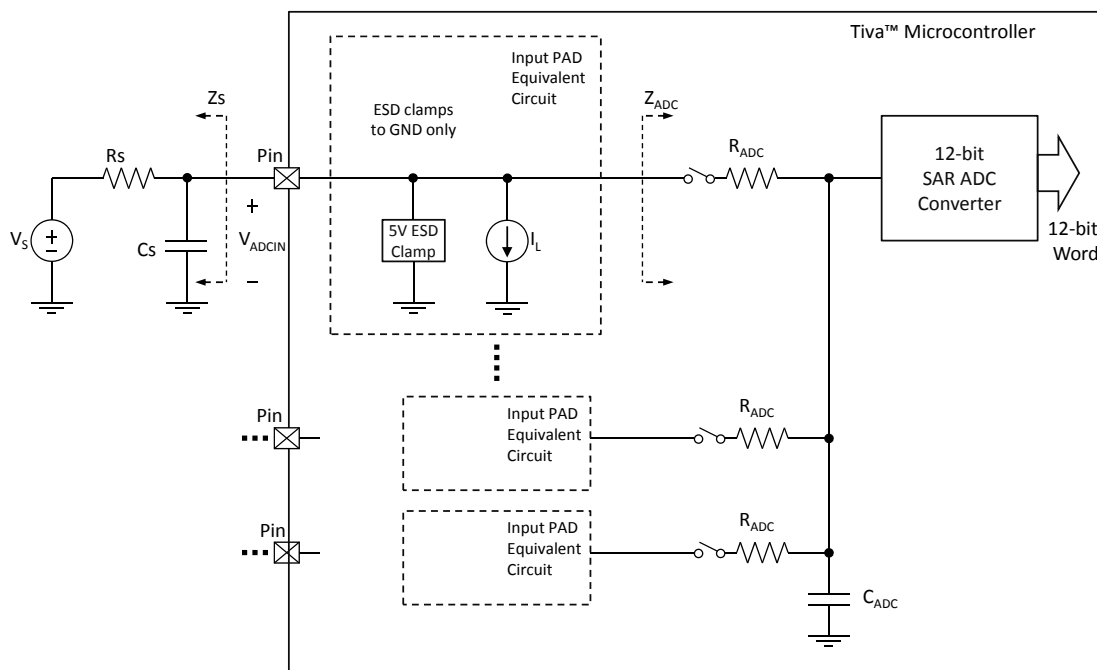 Tiva™ Microcontroller
Input PAD
Equivalent
Circuit
ESD clamps
to GND only
Zs
Z_ADC
Rs
Pin
R_ADC
12-bit
SAR ADC
Converter
V_S
+
−
Cs
+
V_ADCIN
−
5V ESD
Clamp
I_L
12-bit
Word
Pin
Input PAD
Equivalent
Circuit
R_ADC
Pin
Input PAD
Equivalent
Circuit
R_ADC
C_ADC